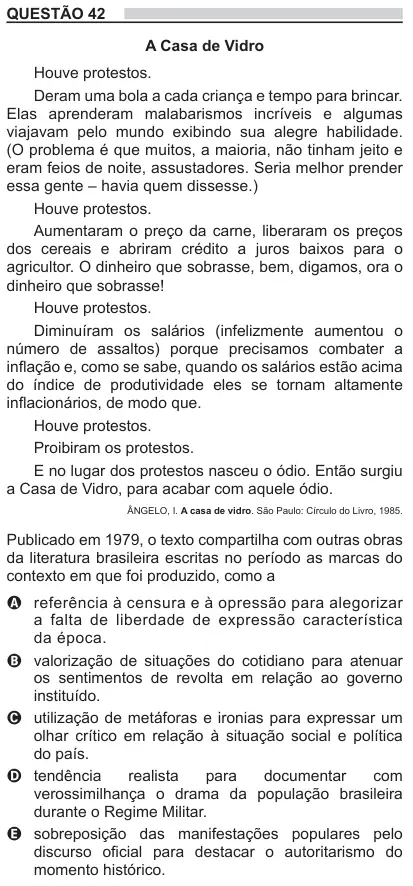 QUESTÃO 42
A Casa de Vidro
Houve protestos.
Deram uma bola a cada criança e tempo para brincar.
Elas aprenderam malabarismos incríveis e algumas
viajavam pelo mundo exibindo sua alegre habilidade.
(O problema é que muitos, a maioria, não tinham jeito e
eram feios de noite, assustadores. Seria melhor prender
essa gente – havia quem dissesse.)
Houve protestos.
Aumentaram o preço da carne, liberaram os preços
dos cereais e abriram crédito a juros baixos para o
agricultor. O dinheiro que sobrasse, bem, digamos, ora o
dinheiro que sobrasse!
Houve protestos.
Diminuíram os salários (infelizmente aumentou o
número de assaltos) porque precisamos combater a
inflação e, como se sabe, quando os salários estão acima
do índice de produtividade eles se tornam altamente
inflacionários, de modo que.
Houve protestos.
Proibiram os protestos.
E no lugar dos protestos nasceu o ódio. Então surgiu
a Casa de Vidro, para acabar com aquele ódio.
ÂNGELO, I. A casa de vidro. São Paulo: Círculo do Livro, 1985.
Publicado em 1979, o texto compartilha com outras obras
da literatura brasileira escritas no período as marcas do
contexto em que foi produzido, como a
A referência à censura e à opressão para alegorizar
a falta de liberdade de expressão característica
da época.
B valorização de situações do cotidiano para atenuar
os sentimentos de revolta em relação ao governo
instituído.
C utilização de metáforas e ironias para expressar um
olhar crítico em relação à situação social e política
do país.
D tendência realista para documentar com
verossimilhança o drama da população brasileira
durante o Regime Militar.
E sobreposição das manifestações populares pelo
discurso oficial para destacar o autoritarismo do
momento histórico.